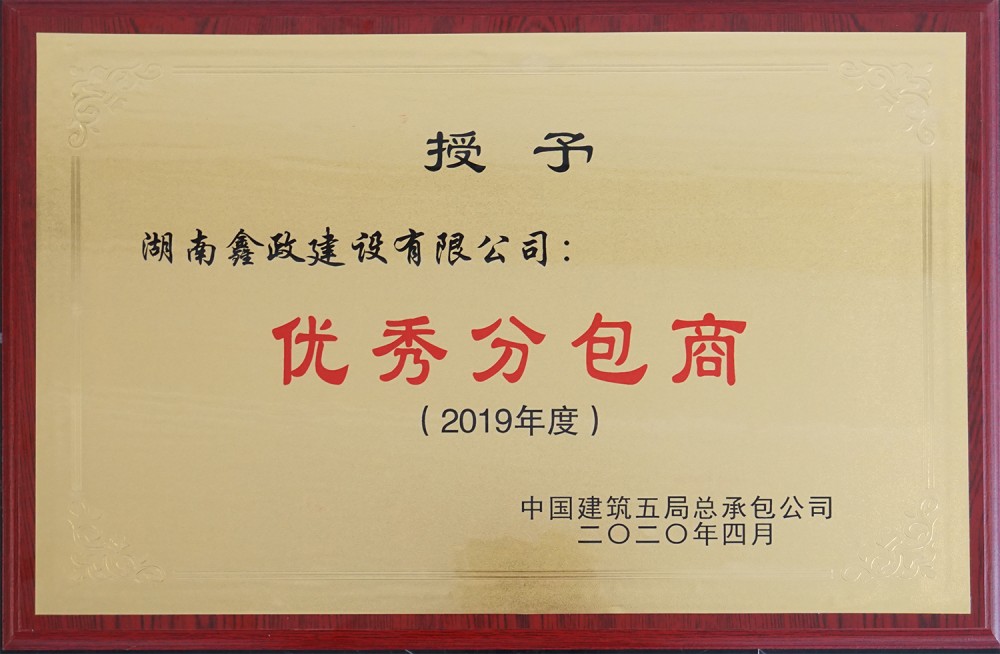 授予
湖南鑫政建设有限公司：
优秀分包商
（2019年度）
中国建筑五局总承包公司
二〇二〇年四月